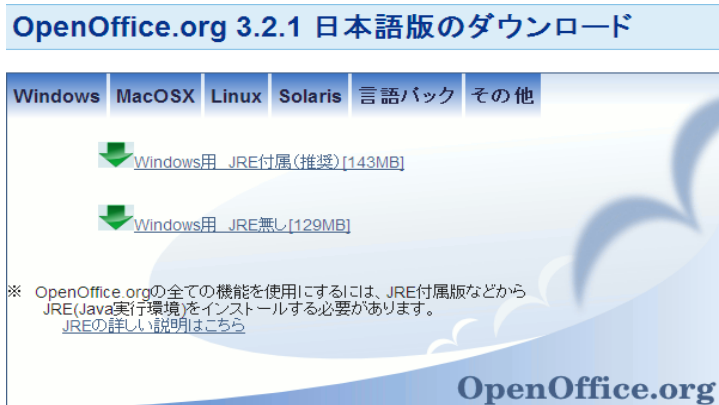 OpenOffice.org 3.2.1 日本語版のダウンロード
Windows MacOSX Linux Solaris 言語パック その他
Windows用 JRE付属(推奨)[143MB]
Windows用 JRE無し[129MB]
※ OpenOffice.orgの全ての機能を使用にするには、JRE付属版などから
JRE(Java実行環境)をインストールする必要があります。
JREの詳しい説明はこちら
OpenOffice.org